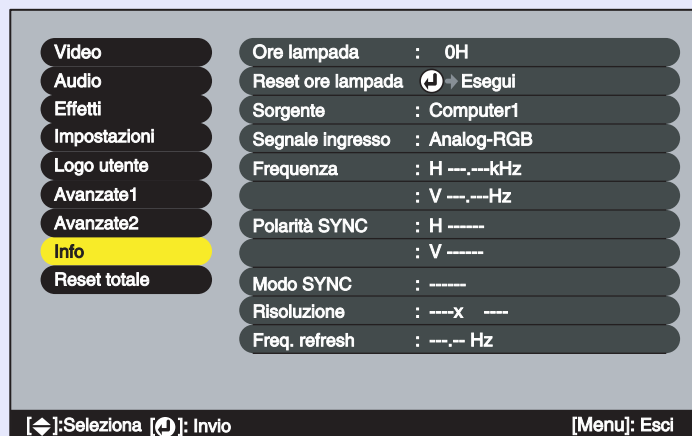 Video
Audio
Effetti
Impostazioni
Logo utente
Avanzate1
Avanzate2
Info
Reset totale
Ore lampada : 0H
Reset ore lampada Esegui
Sorgente : Computer1
Segnale ingresso : Analog-RGB
Frequenza : H ---.---kHz
: V ---.---Hz
Polarità SYNC : H ------
: V ------
Modo SYNC : ------
Risoluzione : ----x ----
Freq. refresh : ---.-- Hz
[]:Seleziona []: Invio [Menu]: Esci